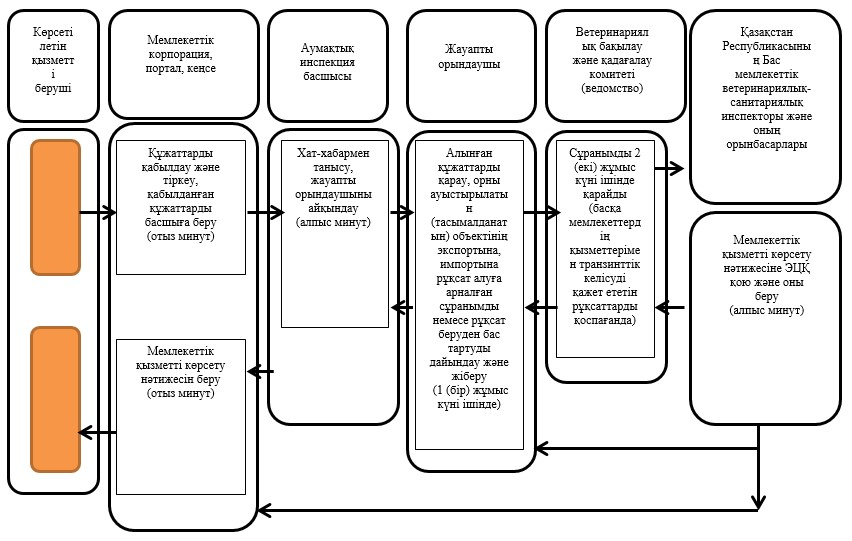 Көрсеті
летін
қызметт
і
беруші
Мемлекеттік
корпорация,
портал, кеңсе
Аумақтық
инспекция
басшысы
Жауапты
орындаушы
Ветеринариял
ық бақылау
және қадағалау
комитеті
(ведомство)
Қазақстан
Республикасыны
ң Бас
мемлекеттік
ветеринариялық-
санитариялық
инспекторы және
оның
орынбасарлары
Құжаттарды
қабылдау және
тіркеу,
қабылданған
құжаттарды
басшыға беру
(отыз минут)
Хат-хабармен
танысу,
жауапты
орындаушыны
айқындау
(алпыс минут)
Алынған
құжаттарды
қарау, орны
ауыстырылаты
н
(тасымалданат
ын) объектінің
экспортына,
импортына
рұқсат алуға
арналған
сұранымды
немесе рұқсат
беруден бас
тартуды
дайындау және
жіберу
(1 (бір) жұмыс
күні ішінде)
Сұранымды 2
(екі) жұмыс
күні ішінде
қарайды
(басқа
мемлекеттерд
ің
қызметтеріме
н транзинттік
келісуді
қажет ететін
рұқсаттарды
қоспағанда)
Мемлекеттік
қызметті көрсету
нәтижесіне ЭЦҚ
қою және оны
беру
(алпыс минут)
Мемлекеттік
қызметті көрсету
нәтижесін беру
(отыз минут)